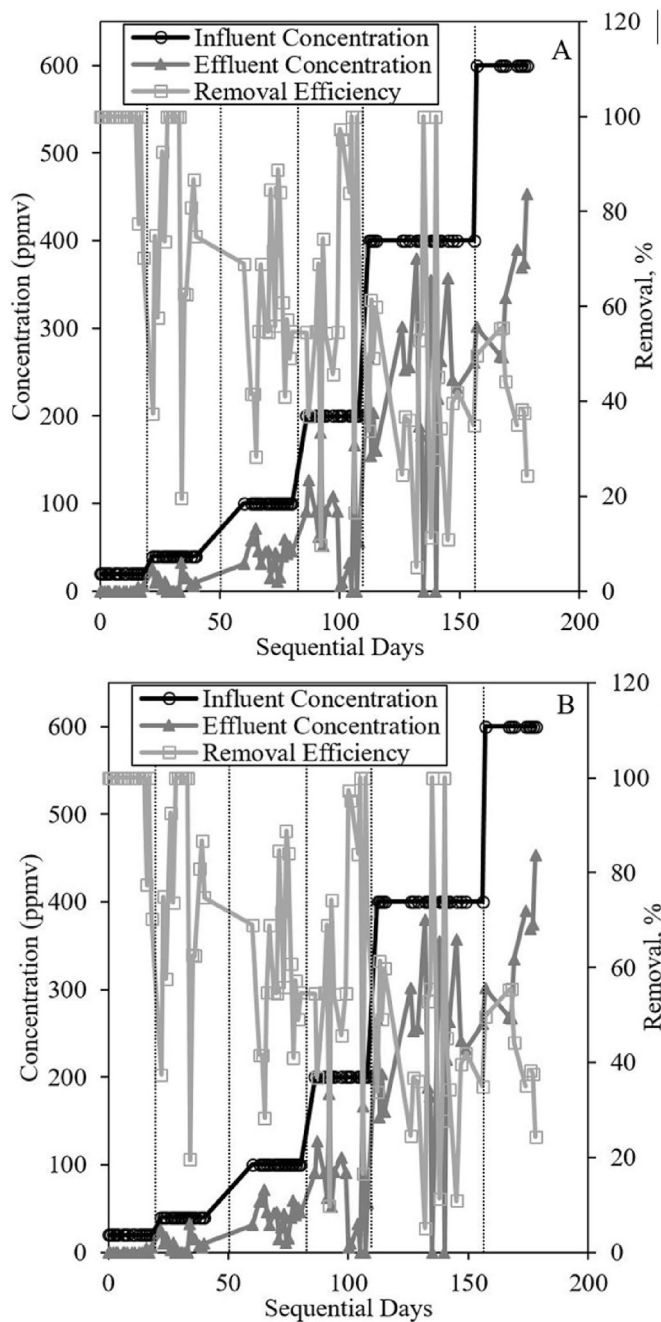 A
Influent Concentration
Effluent Concentration
Removal Efficiency
Concentration (ppmv)
600
500
400
300
200
100
0
Removal, %
120
100
80
60
40
20
0
0 50 100 150 200
Sequential Days
B
Influent Concentration
Effluent Concentration
Removal Efficiency
Concentration (ppmv)
600
500
400
300
200
100
0
Removal, %
120
100
80
60
40
20
0
0 50 100 150 200
Sequential Days